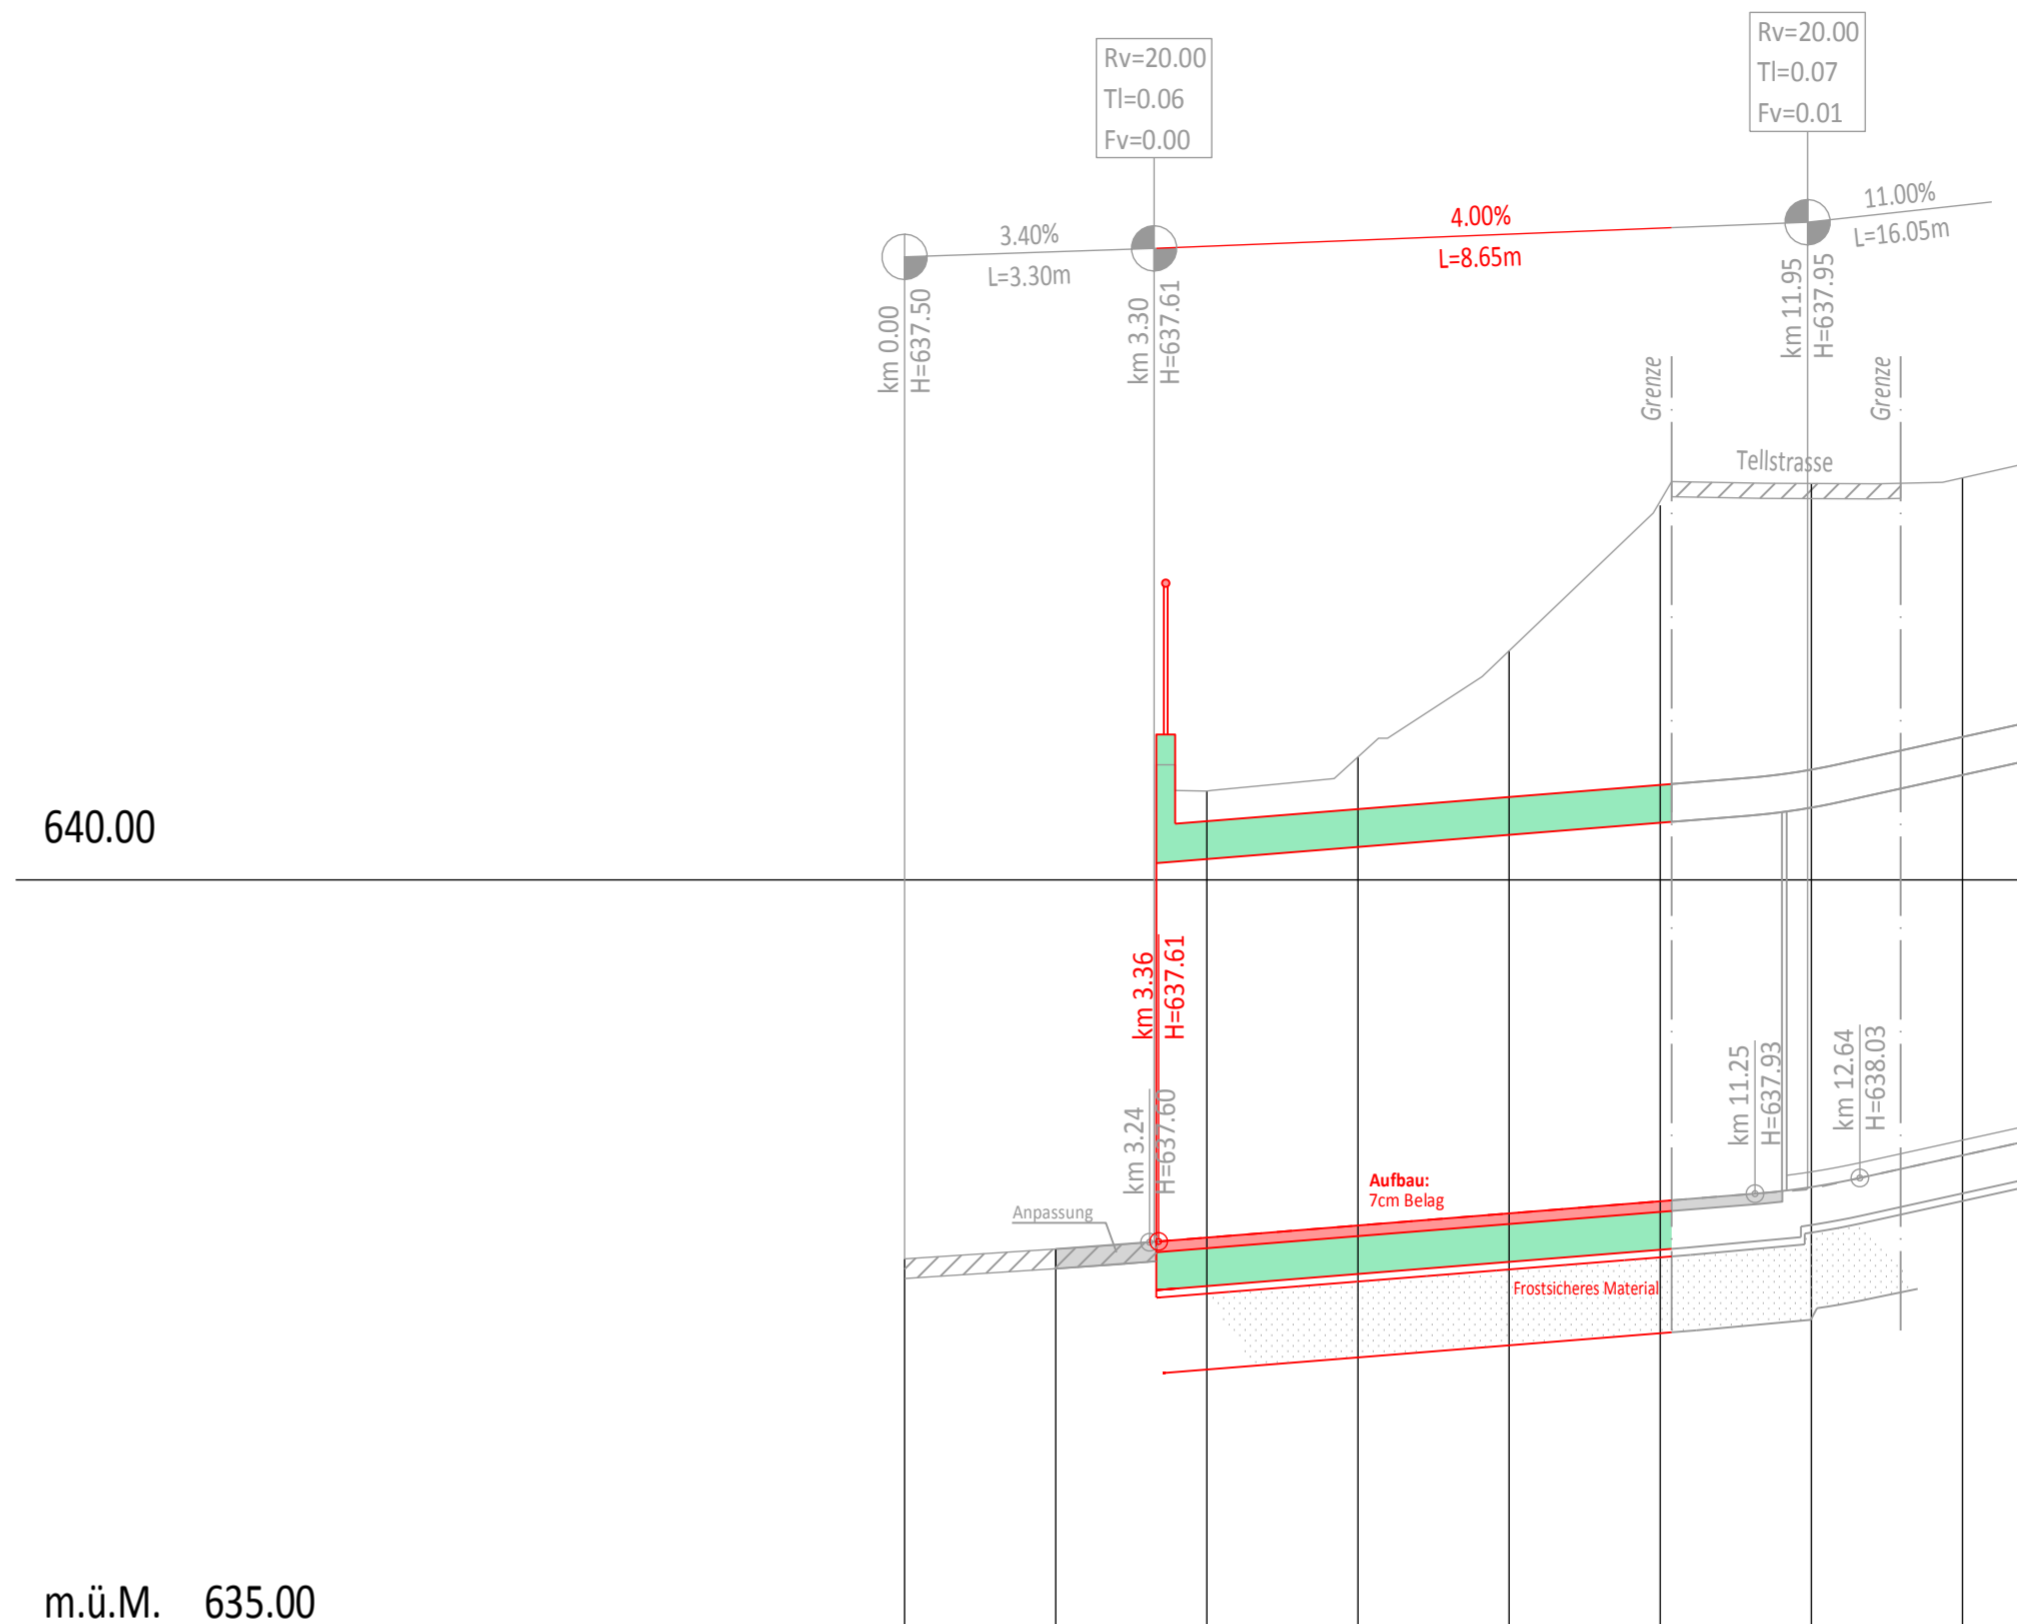 Rv=20.00
Tl=0.06
Fv=0.00
Rv=20.00
Tl=0.07
Fv=0.01
3.40%
L=3.30m
4.00%
L=8.65m
11.00%
L=16.05m
km 0.00
H=637.50
km 3.30
H=637.61
km 11.95
H=637.95
Grenze
Grenze
Tellstrasse
640.00
km 3.36
H=637.61
km 3.24
H=637.60
km 11.25
H=637.93
km 12.64
H=638.03
Aufbau:
7cm Belag
Anpassung
Frostsicheres Material
m.ü.M. 635.00